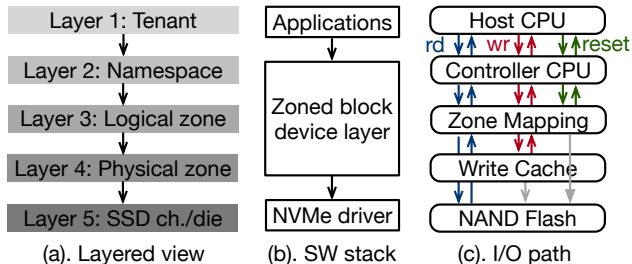 Layer 1: Tenant
Layer 2: Namespace
Layer 3: Logical zone
Layer 4: Physical zone
Layer 5: SSD ch./die
(a). Layered view
Applications
Zoned block
device layer
NVMe driver
(b). SW stack
Host CPU
rd wr reset
Controller CPU
Zone Mapping
Write Cache
NAND Flash
(c). I/O path